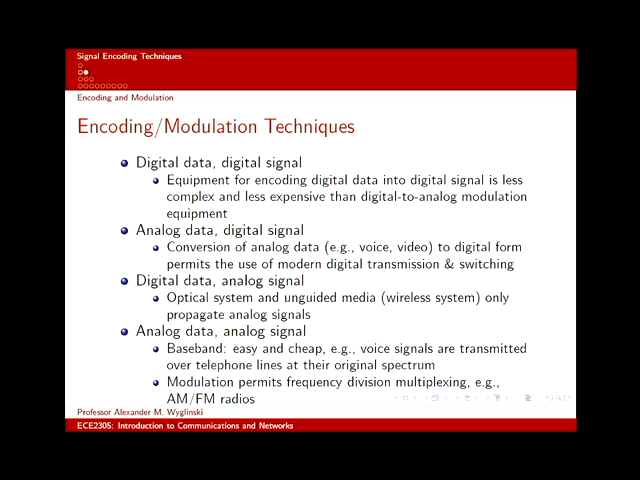 Signal Encoding Techniques
Encoding and Modulation
Encoding/Modulation Techniques
Digital data, digital signal
Equipment for encoding digital data into digital signal is less
complex and less expensive than digital-to-analog modulation
equipment
Analog data, digital signal
Conversion of analog data (e.g., voice, video) to digital form
permits the use of modern digital transmission & switching
Digital data, analog signal
Optical system and unguided media (wireless system) only
propagate analog signals
Analog data, analog signal
Baseband: easy and cheap, e.g., voice signals are transmitted
over telephone lines at their original spectrum
Modulation permits frequency division multiplexing, e.g.,
AM/FM radios
Professor Alexander M. Wyglinski
ECE2305: Introduction to Communications and Networks